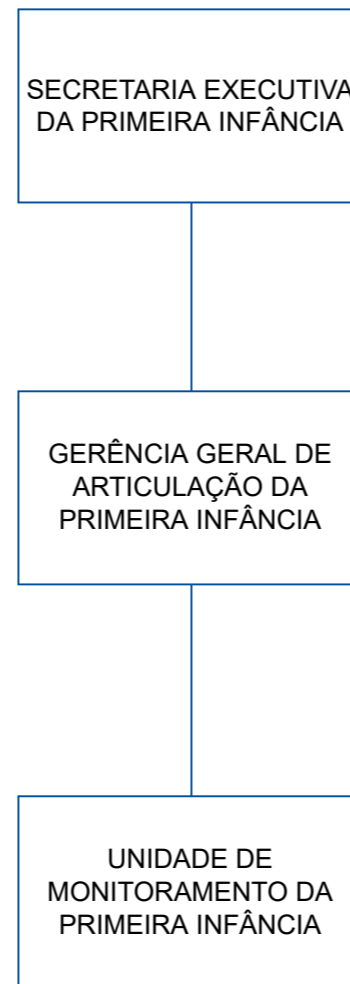 SECRETARIA EXECUTIVA
DA PRIMEIRA INFÂNCIA
GERÊNCIA GERAL DE
ARTICULAÇÃO DA
PRIMEIRA INFÂNCIA
UNIDADE DE
MONITORAMENTO DA
PRIMEIRA INFÂNCIA